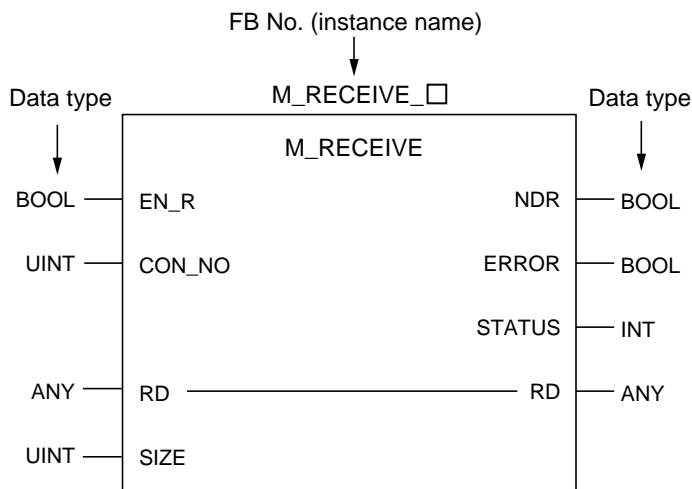 FB No. (instance name)
Data type M_RECEIVE_□ Data type
M_RECEIVE
BOOL EN_R NDR BOOL
UINT CON_NO ERROR BOOL
STATUS INT
ANY RD RD ANY
UINT SIZE